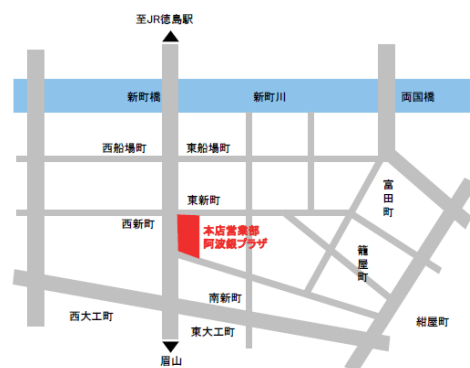 至JR徳島駅
新町橋
新町川
両国橋
西船場町
東船場町
富田町
東新町
西新町
本店営業部
阿波銀プラザ
籠屋町
南新町
西大工町
東大工町
紺屋町
眉山